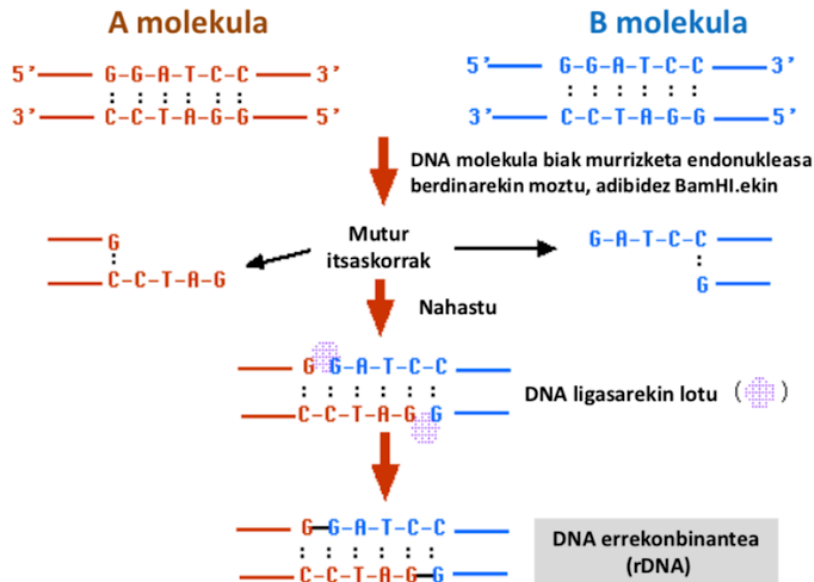 A molekula
B molekula
5’ G-G-A-T-C-C 3’
3’ C-C-T-A-G-G 5’
5’ G-G-A-T-C-C 3’
3’ C-C-T-A-G-G 5’
DNA molekula biak murrizketa endonukleasa
berdinarekin moztu, adibidez BamHI.ekin
G
C-C-T-A-G
Mutur
itsaskorrak
G-A-T-C-C
G
Nahastu
G G-A-T-C-C
C-C-T-A-G G
DNA ligasarekin lotu ( )
G-G-A-T-C-C
C-C-T-A-G-G
DNA errekonbinantea
(rDNA)